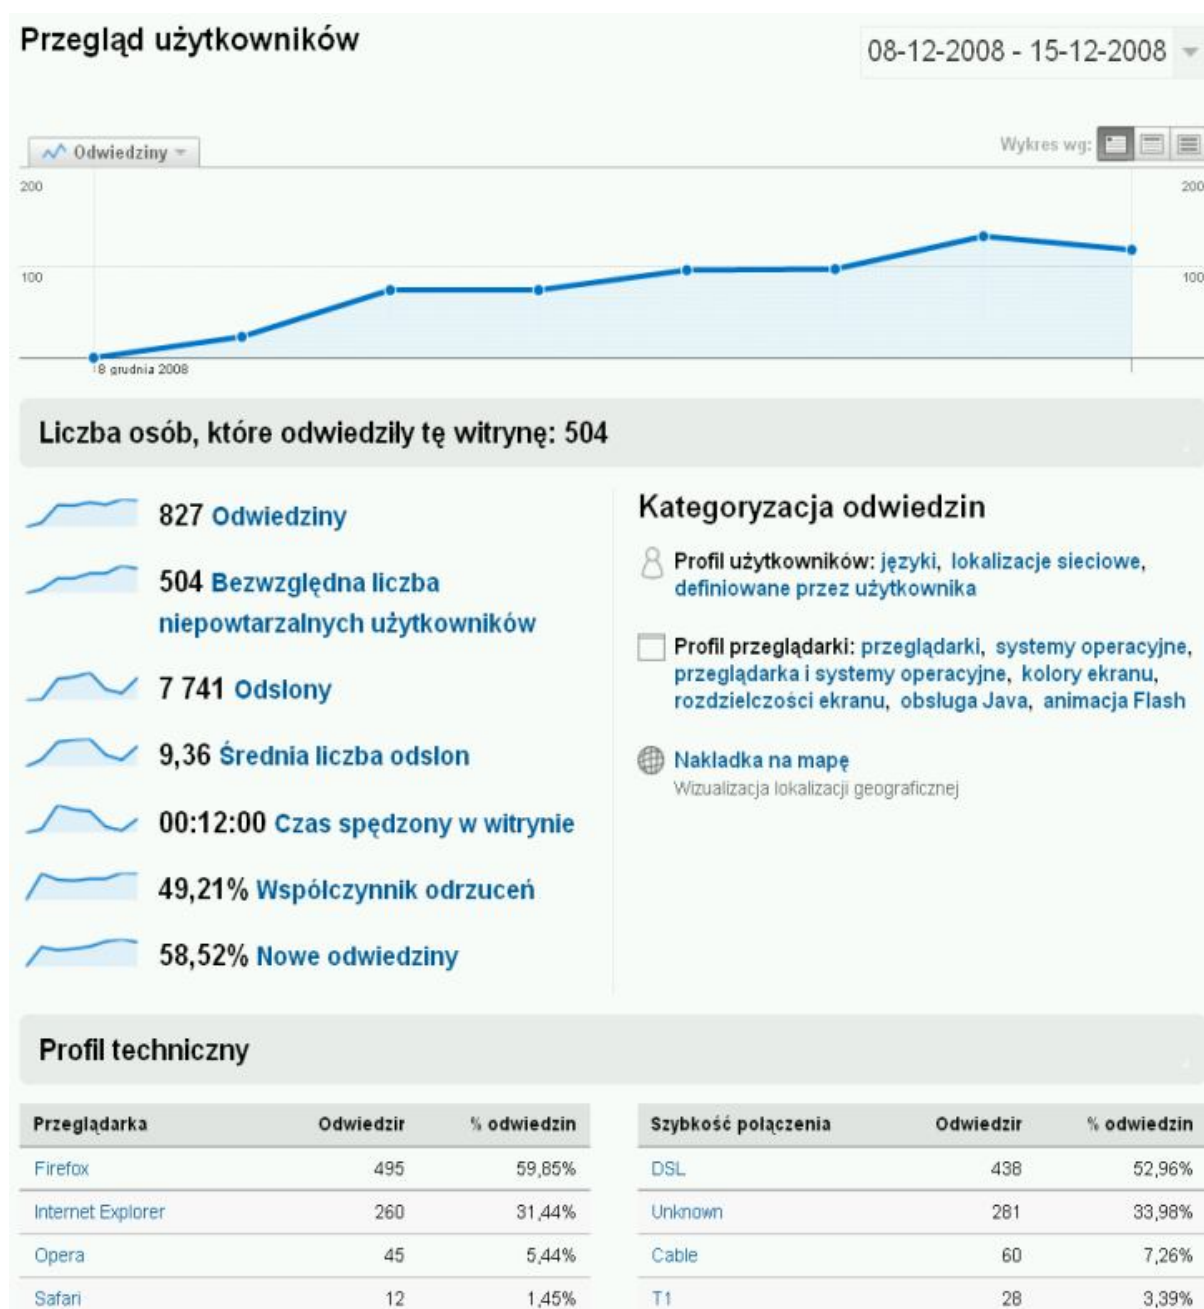 Przegląd użytkowników
08-12-2008 - 15-12-2008
Odwiedziny
Wykres wg:
200 200
100 100
8 grudnia 2008
Liczba osób, które odwiedziły tę witrynę: 504
827 Odwiedziny
504 Bezwzględna liczba
niepowtarzalnych użytkowników
7 741 Odsłony
9,36 Średnia liczba odsłon
00:12:00 Czas spędzony w witrynie
49,21% Współczynnik odrzuceń
58,52% Nowe odwiedziny
Kategoryzacja odwiedzin
Profil użytkowników: języki, lokalizacje sieciowe,
definiowane przez użytkownika
Profil przeglądarki: przeglądarki, systemy operacyjne,
przeglądarka i systemy operacyjne, kolory ekranu,
rozdzielczości ekranu, obsługa Java, animacja Flash
Nakładka na mapę
Wizualizacja lokalizacji geograficznej
Profil techniczny
Przeglądarka Odwiedzir % odwiedzin
Firefox 495 59,85%
Internet Explorer 260 31,44%
Opera 45 5,44%
Safari 12 1,45%
Szybkość połączenia Odwiedzir % odwiedzin
DSL 438 52,96%
Unknown 281 33,98%
Cable 60 7,26%
T1 28 3,39%